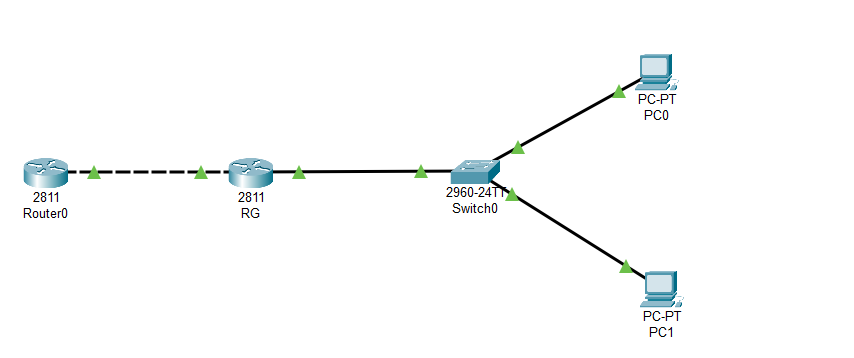 PC-PT
PC0
2811
Router0
2811
RG
2960-24TT
Switch0
PC-PT
PC1